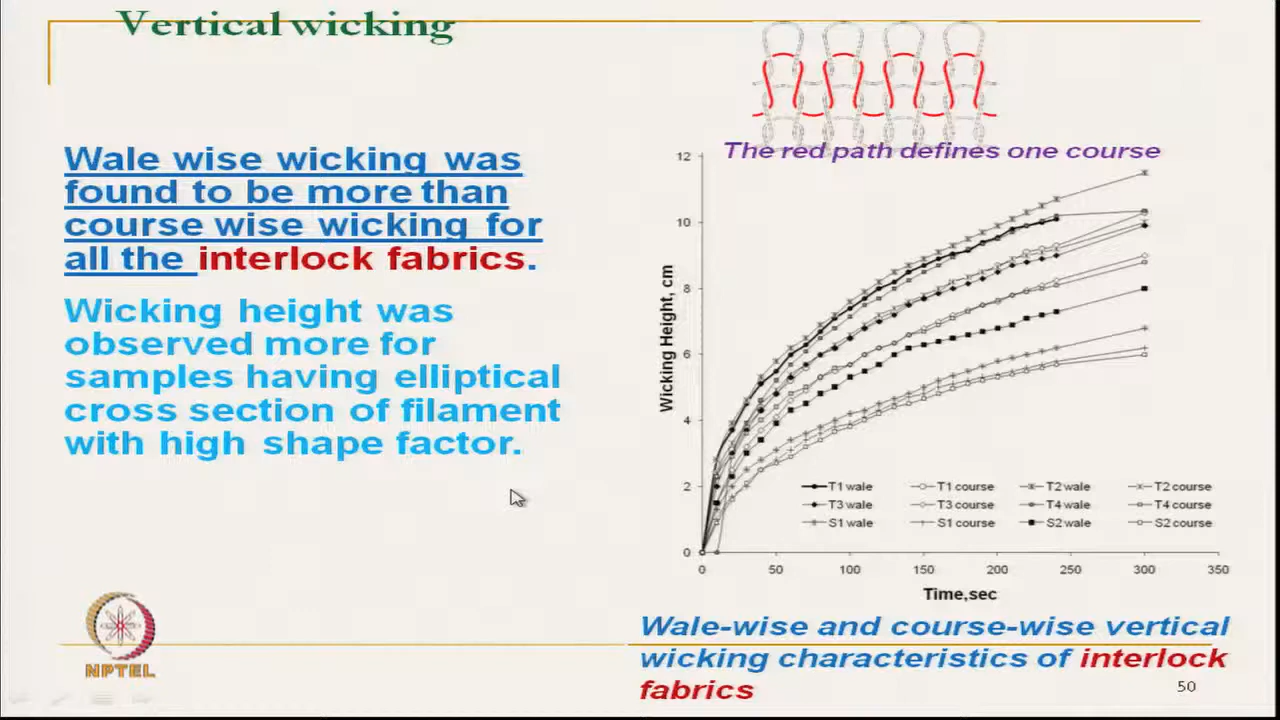 Vertical wicking
Wale wise wicking was
found to be more than
course wise wicking for
all the interlock fabrics.
Wicking height was
observed more for
samples having elliptical
cross section of filament
with high shape factor.
NPTEL
The red path defines one course
12
10
8
6
4
2
0
Wicking Height, cm
T1 wale T1 course T2 wale T2 course
T3 wale T3 course T4 wale T4 course
S1 wale S1 course S2 wale S2 course
0 50 100 150 200 250 300 350
Time,sec
Wale-wise and course-wise vertical
wicking characteristics of interlock
fabrics
50